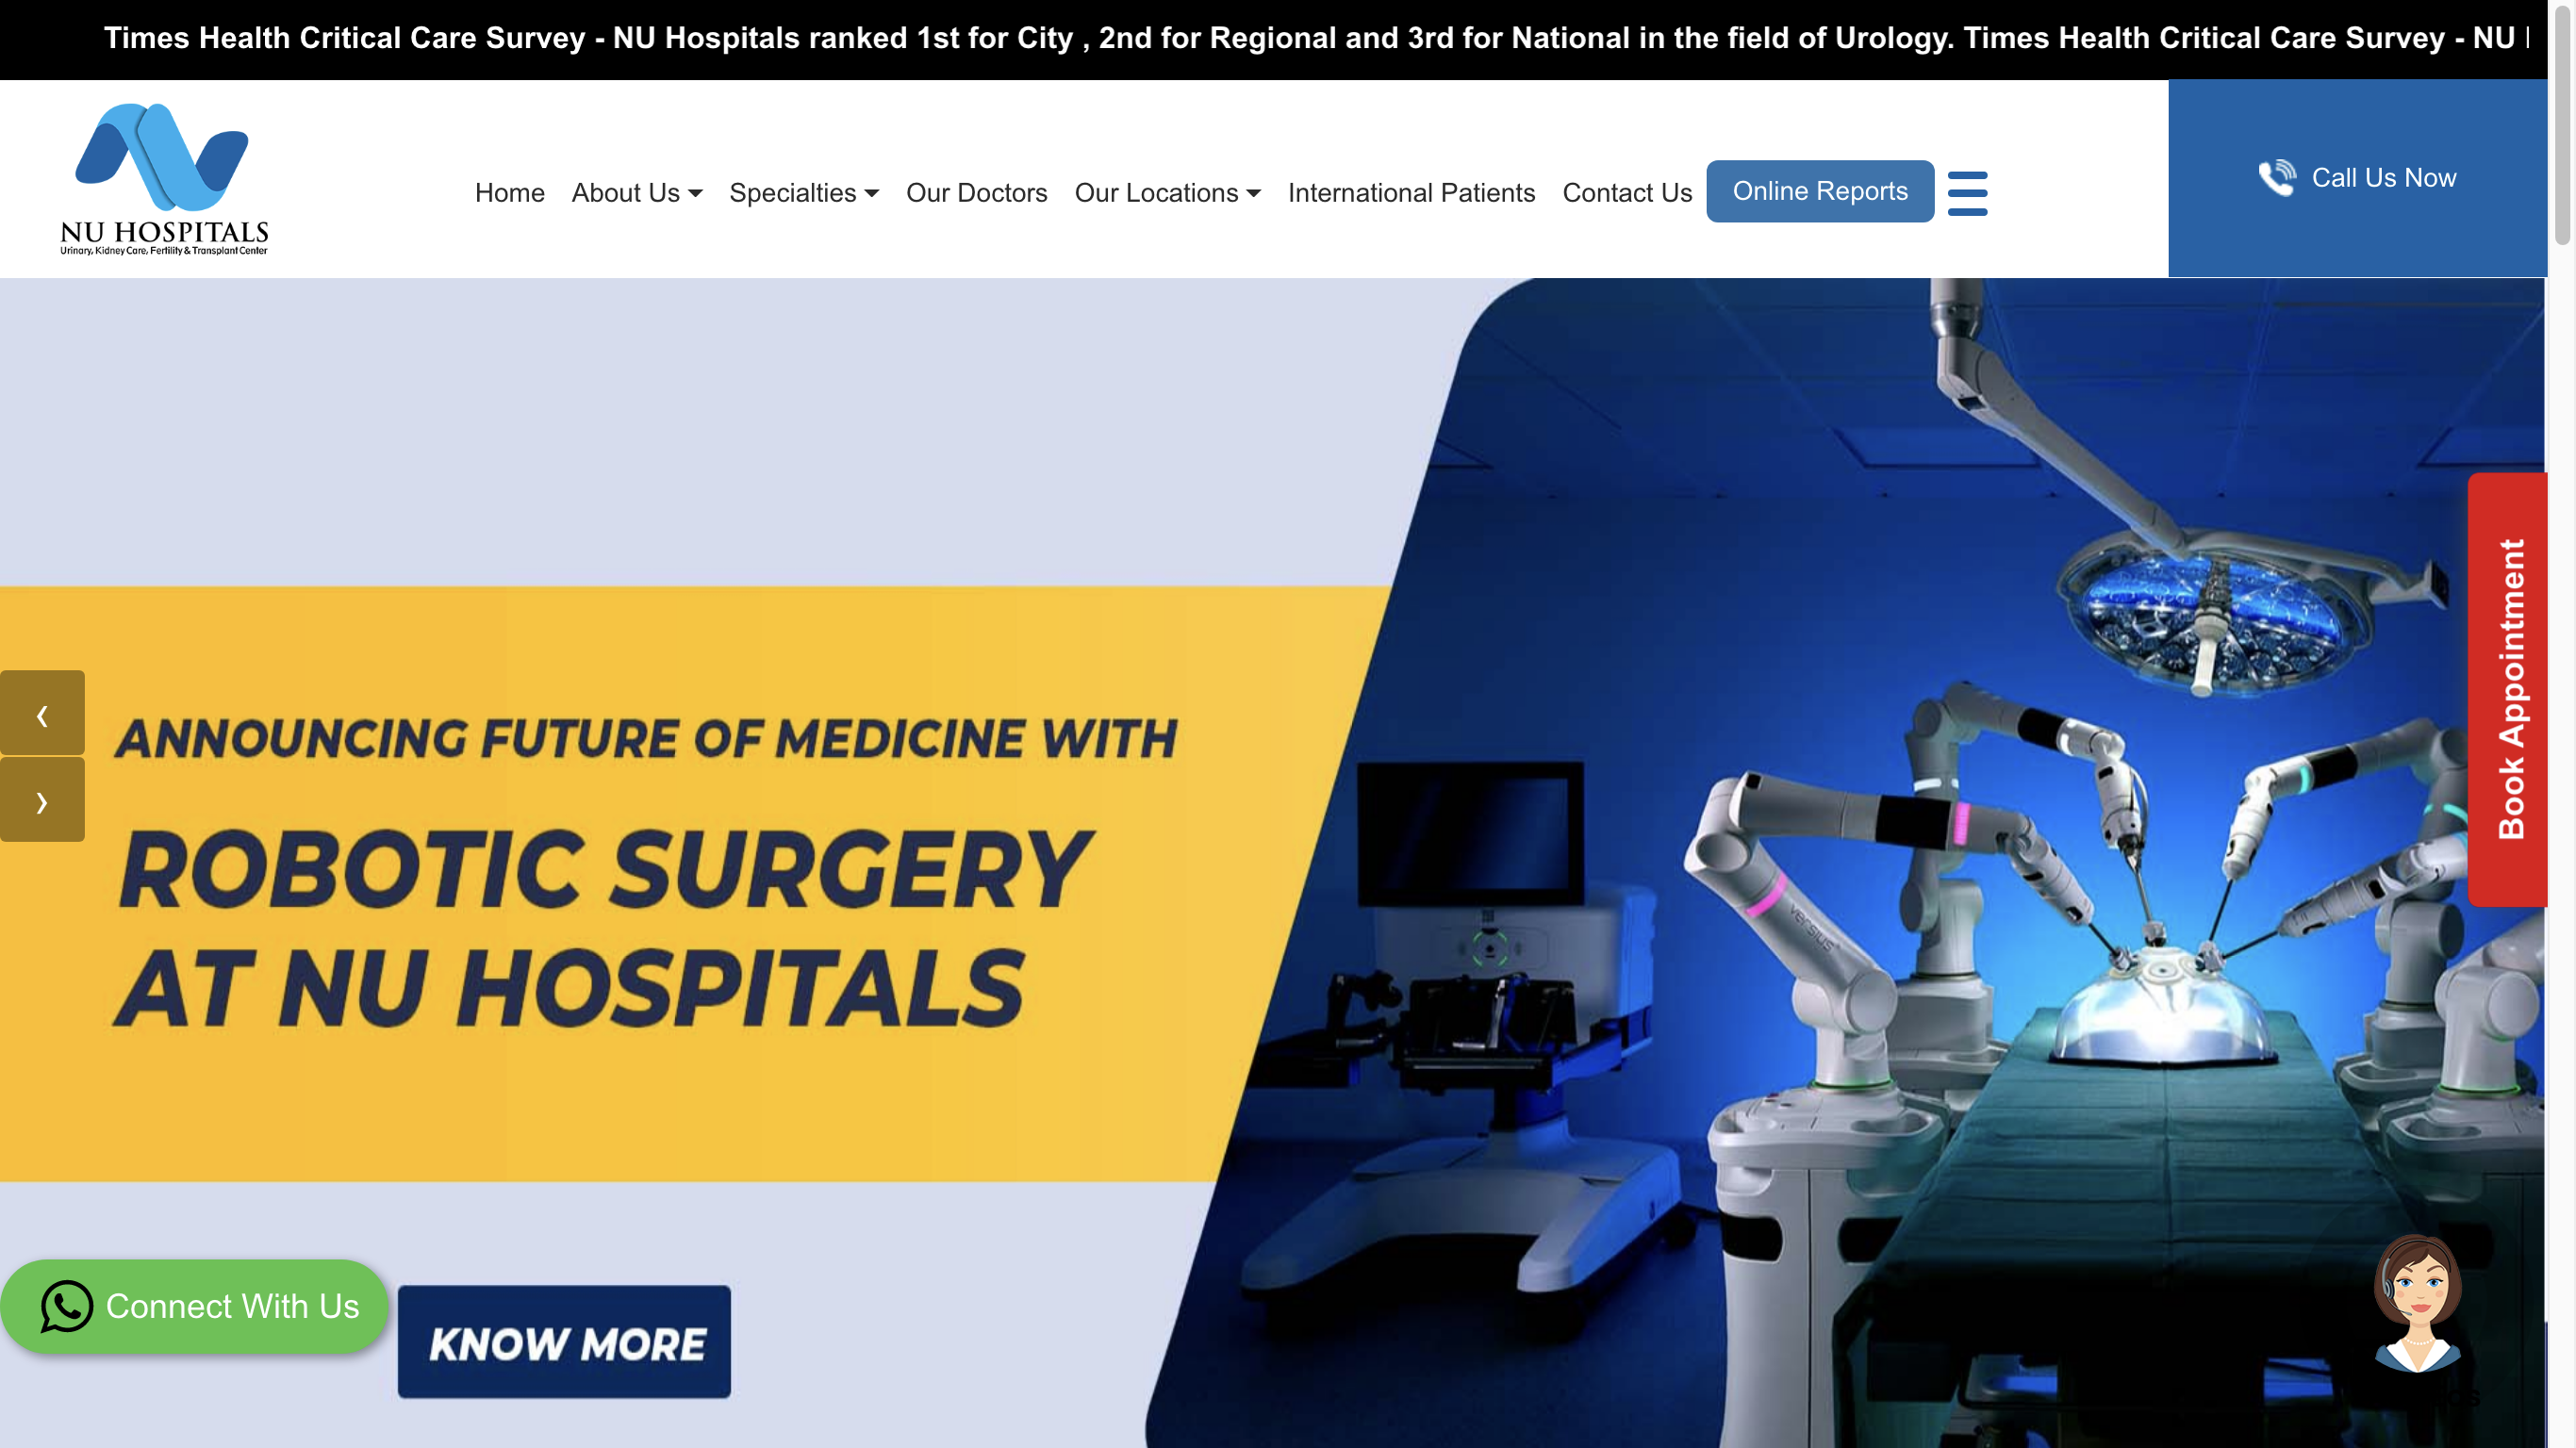 Times Health Critical Care Survey - NU Hospitals ranked 1st for City , 2nd for Regional and 3rd for National in the field of Urology. Times Health Critical Care Survey - NU
NU HOSPITALS
Urinary, Kidney Care, Fertility & Transplant Center
Home About Us Specialties Our Doctors Our Locations International Patients Contact Us Online Reports
Call Us Now
ANNOUNCING FUTURE OF MEDICINE WITH
ROBOTIC SURGERY
AT NU HOSPITALS
versius
Book Appointment
Connect With Us
KNOW MORE